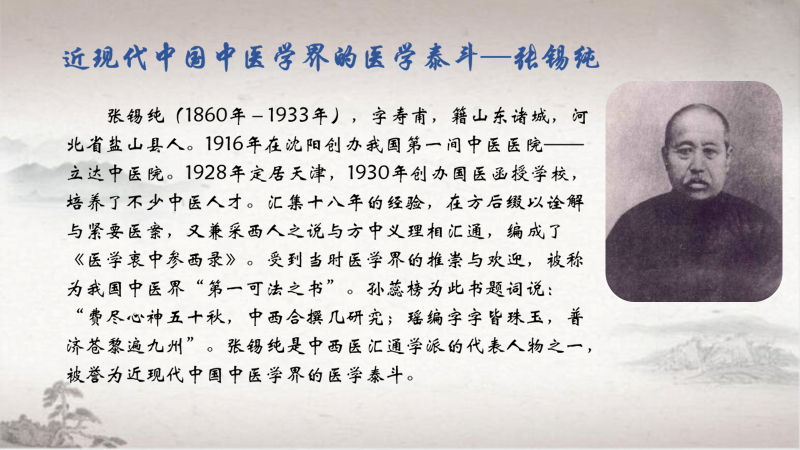 近现代中国中医学界的医学泰斗—张锡纯
张锡纯（1860年–1933年），字寿甫，籍山东诸城，河
北省盐山县人。1916年在沈阳创办我国第一间中医医院——
立达中医院。1928年定居天津，1930年创办国医函授学校，
培养了不少中医人才。汇集十八年的经验，在方后缀以诠解
与紧要医案，又兼采西人之说与方中义理相汇通，编成了
《医学衷中参西录》。受到当时医学界的推崇与欢迎，被称
为我国中医界“第一可法之书”。孙蕊榜为此书题词说：
“费尽心神五十秋，中西合撰几研究；瑶编字字皆珠玉，普
济苍黎遍九州”。张锡纯是中西医汇通学派的代表人物之一，
被誉为近现代中国中医学界的医学泰斗。